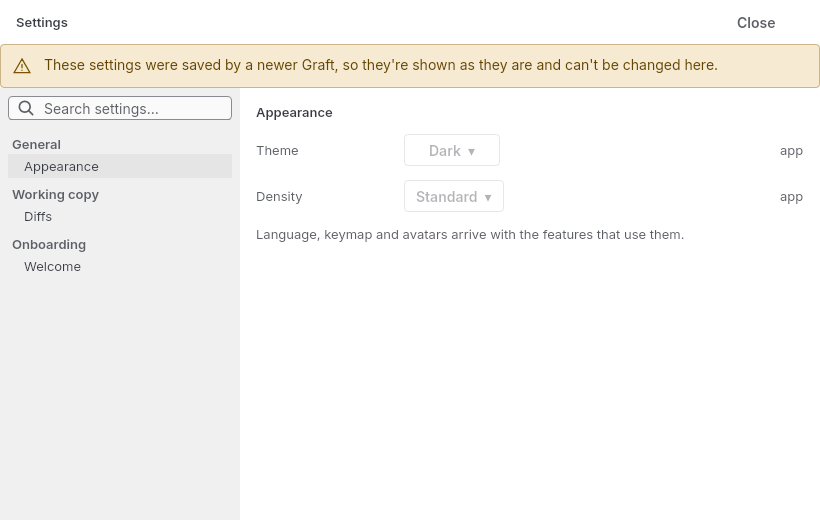 Settings
Close
These settings were saved by a newer Graft, so they're shown as they are and can't be changed here.
Search settings...
General
Appearance
Working copy
Diffs
Onboarding
Welcome
Appearance
Theme Dark ▾ app
Density Standard ▾ app
Language, keymap and avatars arrive with the features that use them.